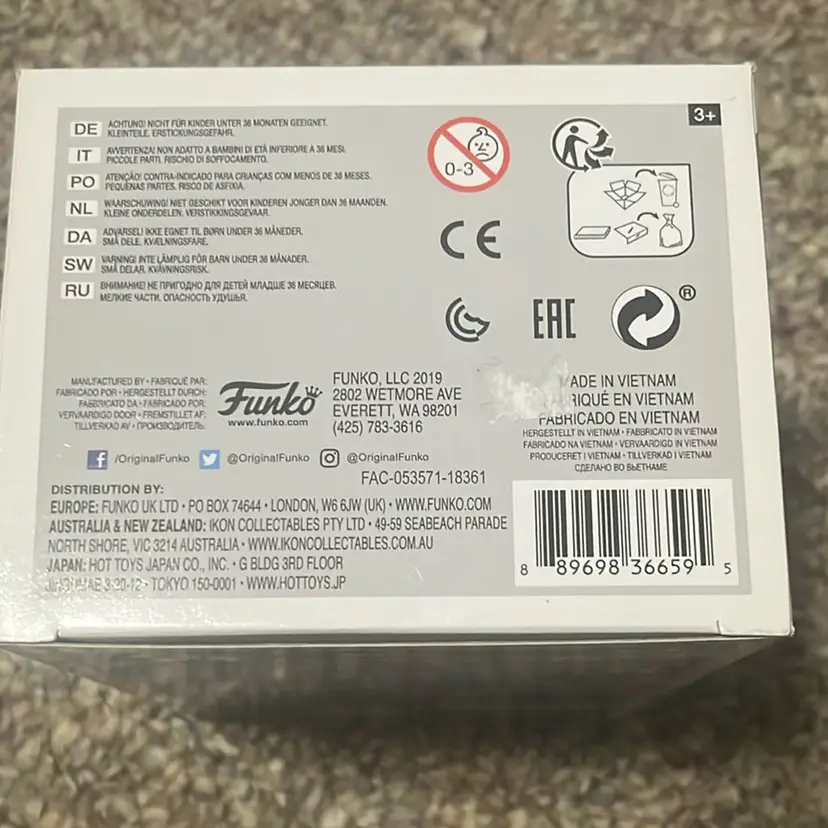 3+
DE ACHTUNG! NICHT FÜR KINDER UNTER 36 MONATEN GEEIGNET.
KLEINTEILE. ERSTICKUNGSGEFAHR.
IT AVVERTENZA! NON ADATTO A BAMBINI DI ETÀ INFERIORE A 36 MESI.
PICCOLE PARTI. RISCHIO DI SOFFOCAMENTO.
PO ATENÇÃO! CONTRA-INDICADO PARA CRIANÇAS COM MENOS DE 36 MESES.
PEQUENAS PARTES. RISCO DE ASFIXIA.
NL WAARSCHUWING! NIET GESCHIKT VOOR KINDEREN JONGER DAN 36 MAANDEN.
KLEINE ONDERDELEN. VERSTIKKINGSGEVAAR.
DA ADVARSEL! IKKE EGNET TIL BØRN UNDER 36 MÅNEDER.
SMÅ DELE. KVÆLNINGSFARE.
SW VARNING! INTE LÄMPLIG FÖR BARN UNDER 36 MÅNADER.
SMÅ DELAR. KVÄVNINGSRISK.
RU ВНИМАНИЕ! НЕ ПРИГОДНО ДЛЯ ДЕТЕЙ МЛАДШЕ 36 МЕСЯЦЕВ.
МЕЛКИЕ ЧАСТИ. ОПАСНОСТЬ УДУШЬЯ.
0-3
CE
EAC
®
MANUFACTURED BY • FABRIQUÉ PAR:
FABRICADO POR • HERGESTELLT DURCH:
FABBRICATO DA • FABRICADO POR:
VERVAARDIGD DOOR • FREMSTILLET AF:
TILLVERKAD AV • ПРОИЗВОДИТЕЛЬ:
Funko
www.funko.com
FUNKO, LLC 2019
2802 WETMORE AVE
EVERETT, WA 98201
(425) 783-3616
MADE IN VIETNAM
FABRIQUÉ EN VIETNAM
FABRICADO EN VIETNAM
HERGESTELLT IN VIETNAM • FABBRICATO IN VIETNAM
FABRICADO NA VIETNAM • VERVAARDIGD IN VIETNAM
PRODUCERET I VIETNAM • TILLVERKAD I VIETNAM
СДЕЛАНО ВО ВЬЕТНАМЕ
/OriginalFunko @OriginalFunko @OriginalFunko
FAC-053571-18361
DISTRIBUTION BY:
EUROPE: FUNKO UK LTD • PO BOX 74644 • LONDON, W6 6JW (UK) • WWW.FUNKO.COM
AUSTRALIA & NEW ZEALAND: IKON COLLECTABLES PTY LTD • 49-59 SEABEACH PARADE
NORTH SHORE, VIC 3214 AUSTRALIA • WWW.IKONCOLLECTABLES.COM.AU
JAPAN: HOT TOYS JAPAN CO., INC. • G BLDG 3RD FLOOR
JINGUMAE 3-20-12 • TOKYO 150-0001 • WWW.HOTTOYS.JP
8 89698 36659 5